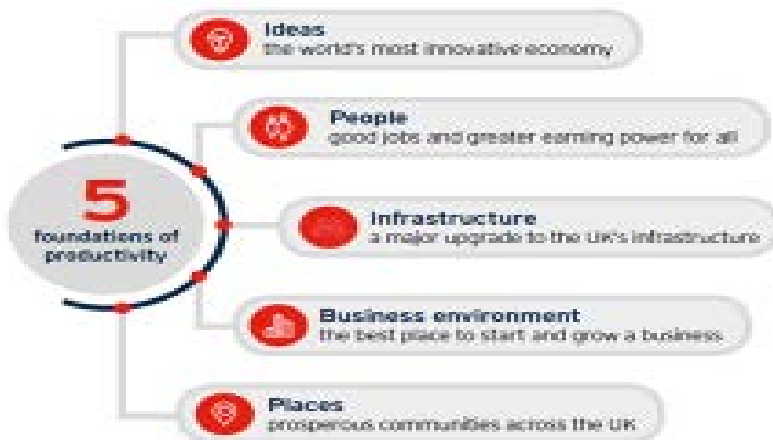 Ideas
the world's most innovative economy
People
good jobs and greater earning power for all
5
foundations of
productivity
Infrastructure
a major upgrade to the UK's infrastructure
Business environment
the best place to start and grow a business
Places
prosperous communities across the UK